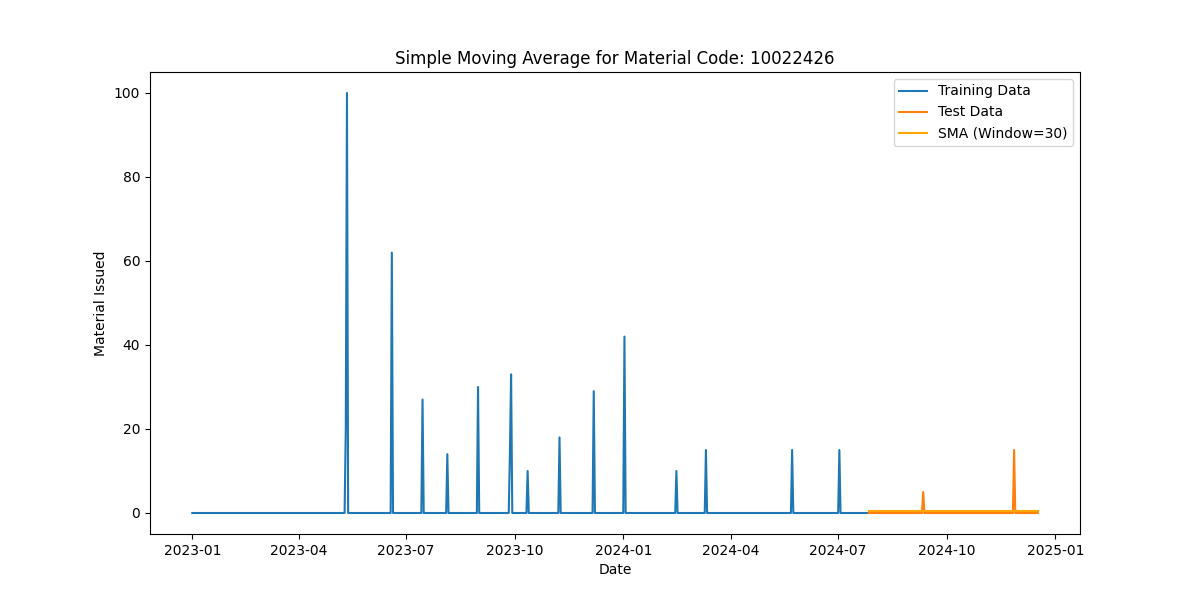 Simple Moving Average for Material Code: 10022426
Training Data
Test Data
SMA (Window=30)
Material Issued
100
80
60
40
20
0
2023-01
2023-04
2023-07
2023-10
2024-01
2024-04
2024-07
2024-10
2025-01
Date